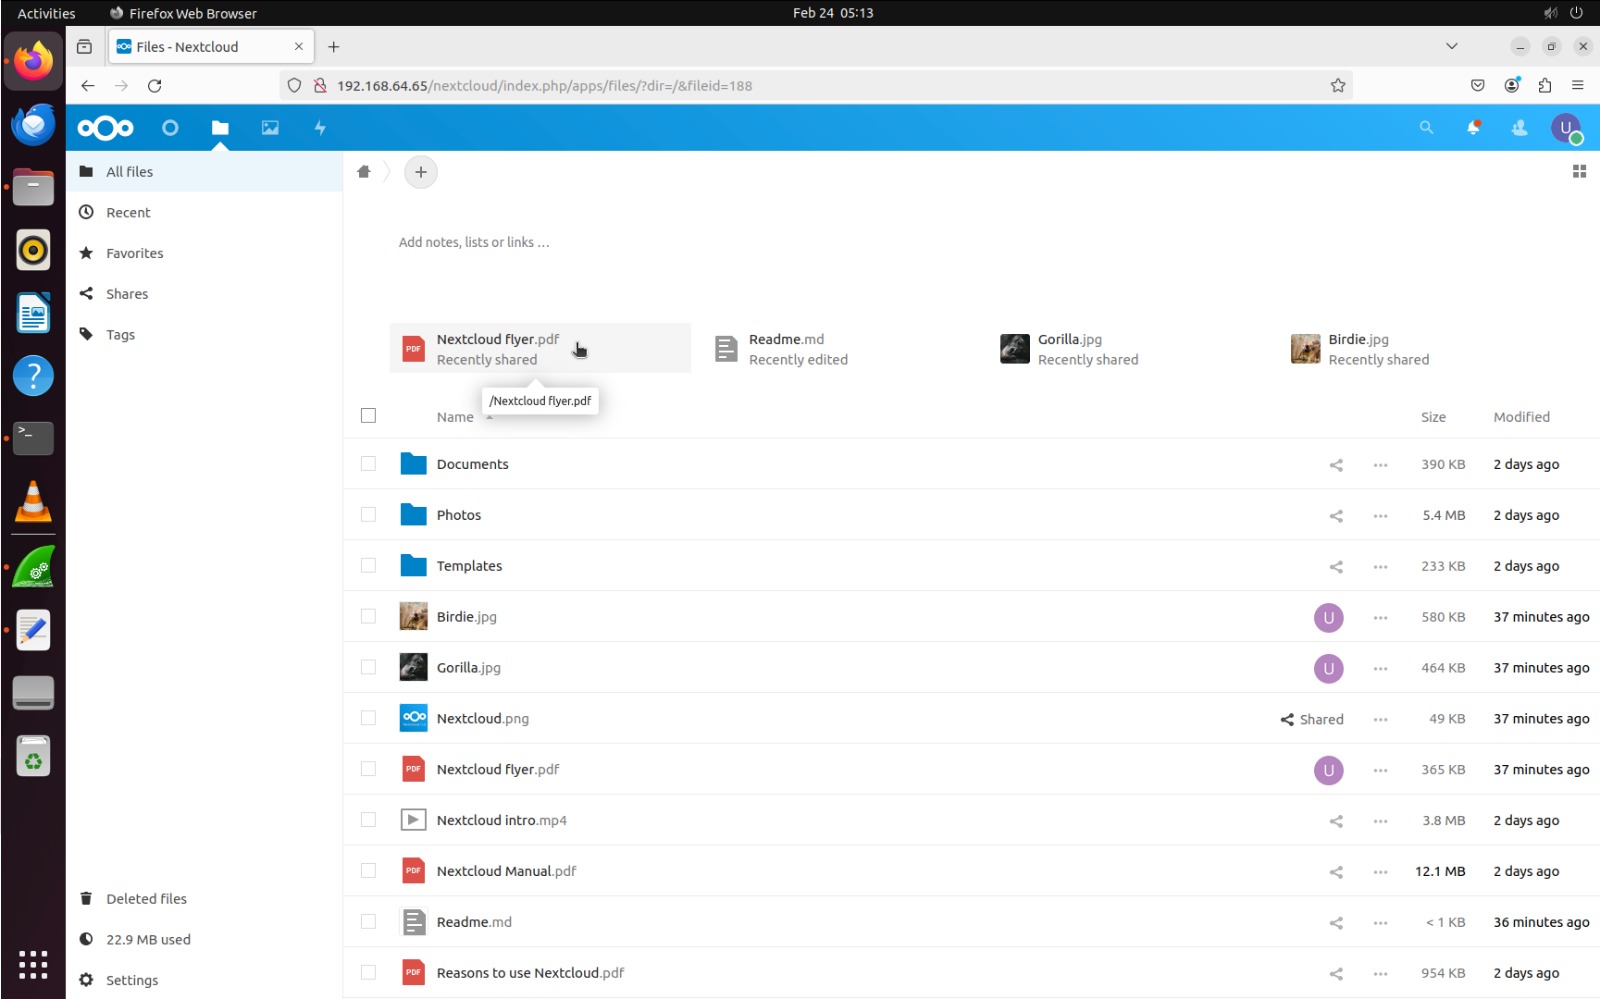 Activities
Firefox Web Browser
Feb 24 05:13
Files - Nextcloud
192.168.64.65/nextcloud/index.php/apps/files/?dir=/&fileid=188
U
All files
Recent
Favorites
Shares
Tags
Deleted files
22.9 MB used
Settings
Add notes, lists or links ...
PDF
Nextcloud flyer.pdf
Recently shared
Readme.md
Recently edited
Gorilla.jpg
Recently shared
Birdie.jpg
Recently shared
/Nextcloud flyer.pdf
Name Size Modified
Documents 390 KB 2 days ago
Photos 5.4 MB 2 days ago
Templates 233 KB 2 days ago
Birdie.jpg U 580 KB 37 minutes ago
Gorilla.jpg U 464 KB 37 minutes ago
Nextcloud.png Shared 49 KB 37 minutes ago
PDF Nextcloud flyer.pdf U 365 KB 37 minutes ago
Nextcloud intro.mp4 3.8 MB 2 days ago
PDF Nextcloud Manual.pdf 12.1 MB 2 days ago
Readme.md < 1 KB 36 minutes ago
PDF Reasons to use Nextcloud.pdf 954 KB 2 days ago